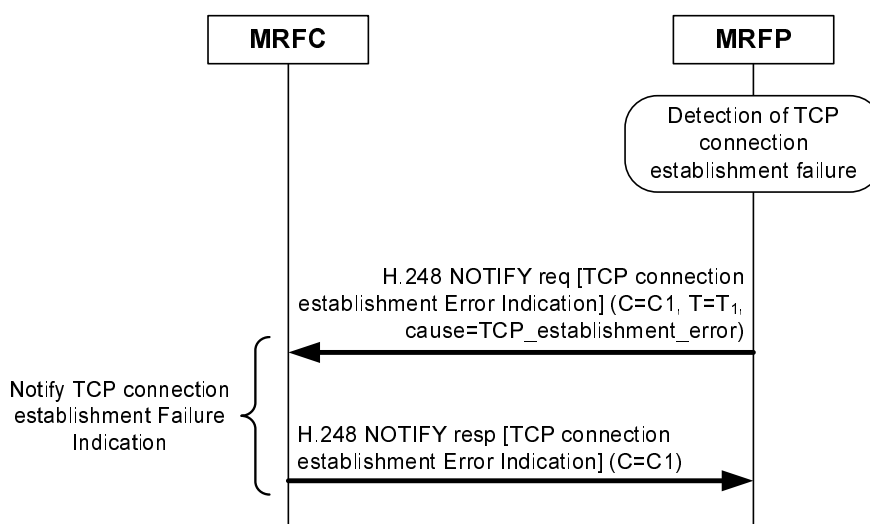 MRFC
MRFP
Detection of TCP
connection
establishment failure
H.248 NOTIFY req [TCP connection
establishment Error Indication] (C=C1, T=T₁,
cause=TCP_establishment_error)
Notify TCP connection
establishment Failure
Indication
H.248 NOTIFY resp [TCP connection
establishment Error Indication] (C=C1)